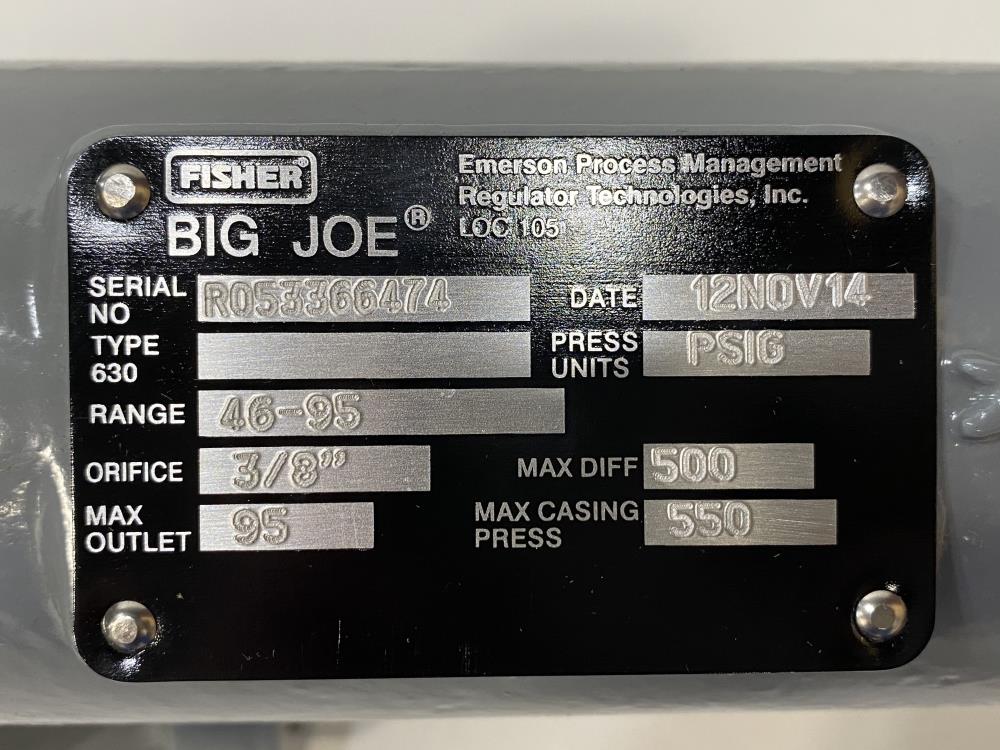 FISHER®
BIG JOE®
Emerson Process Management
Regulator Technologies, Inc.
LOC 1051
SERIAL NO R053366474
DATE 12NOV14
TYPE 630
PRESS UNITS PSIG
RANGE 46-95
ORIFICE 3/8"
MAX DIFF 500
MAX OUTLET 95
MAX CASING PRESS 550